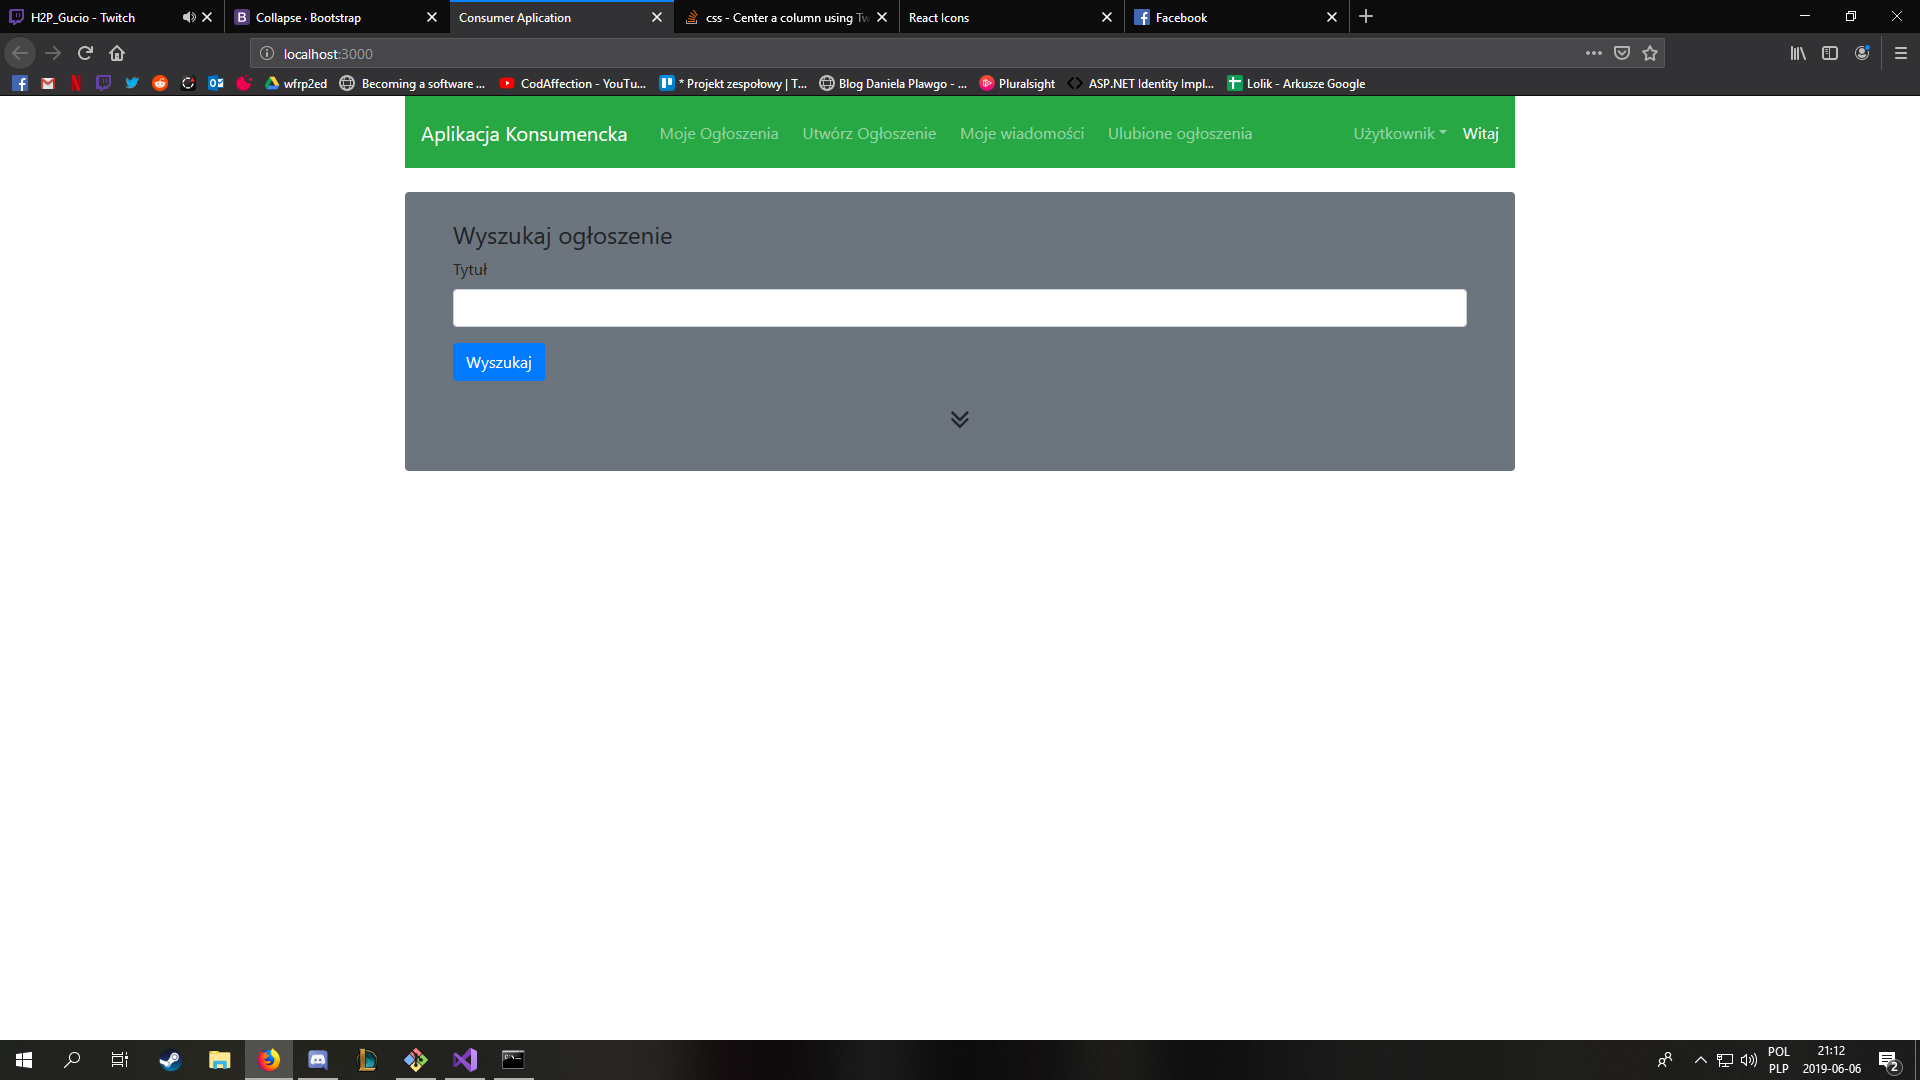 H2P_Gucio - Twitch
Collapse · Bootstrap
Consumer Aplication
css - Center a column using Tw
React Icons
Facebook
localhost:3000
wfrp2ed
Becoming a software ...
CodAffection - YouTu...
* Projekt zespołowy | T...
Blog Daniela Plawgo - ...
Pluralsight
ASP.NET Identity Impl...
Lolik - Arkusze Google
Aplikacja Konsumencka
Moje Ogłoszenia
Utwórz Ogłoszenie
Moje wiadomości
Ulubione ogłoszenia
Użytkownik
Witaj
Wyszukaj ogłoszenie
Tytuł
Wyszukaj
POL
PLP
21:12
2019-06-06
2